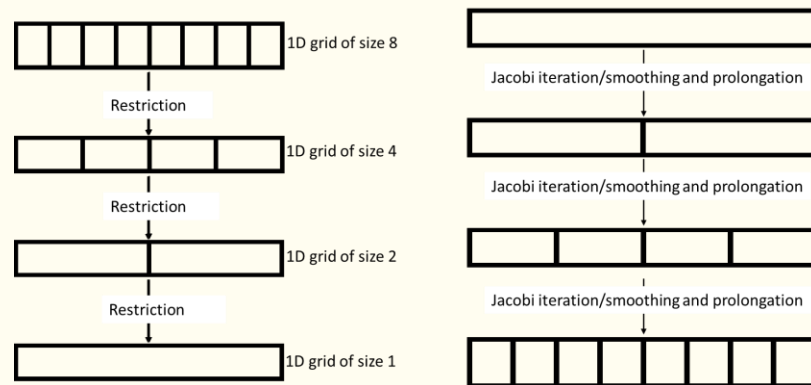 1D grid of size 8
Restriction
1D grid of size 4
Restriction
1D grid of size 2
Restriction
1D grid of size 1
Jacobi iteration/smoothing and prolongation
Jacobi iteration/smoothing and prolongation
Jacobi iteration/smoothing and prolongation